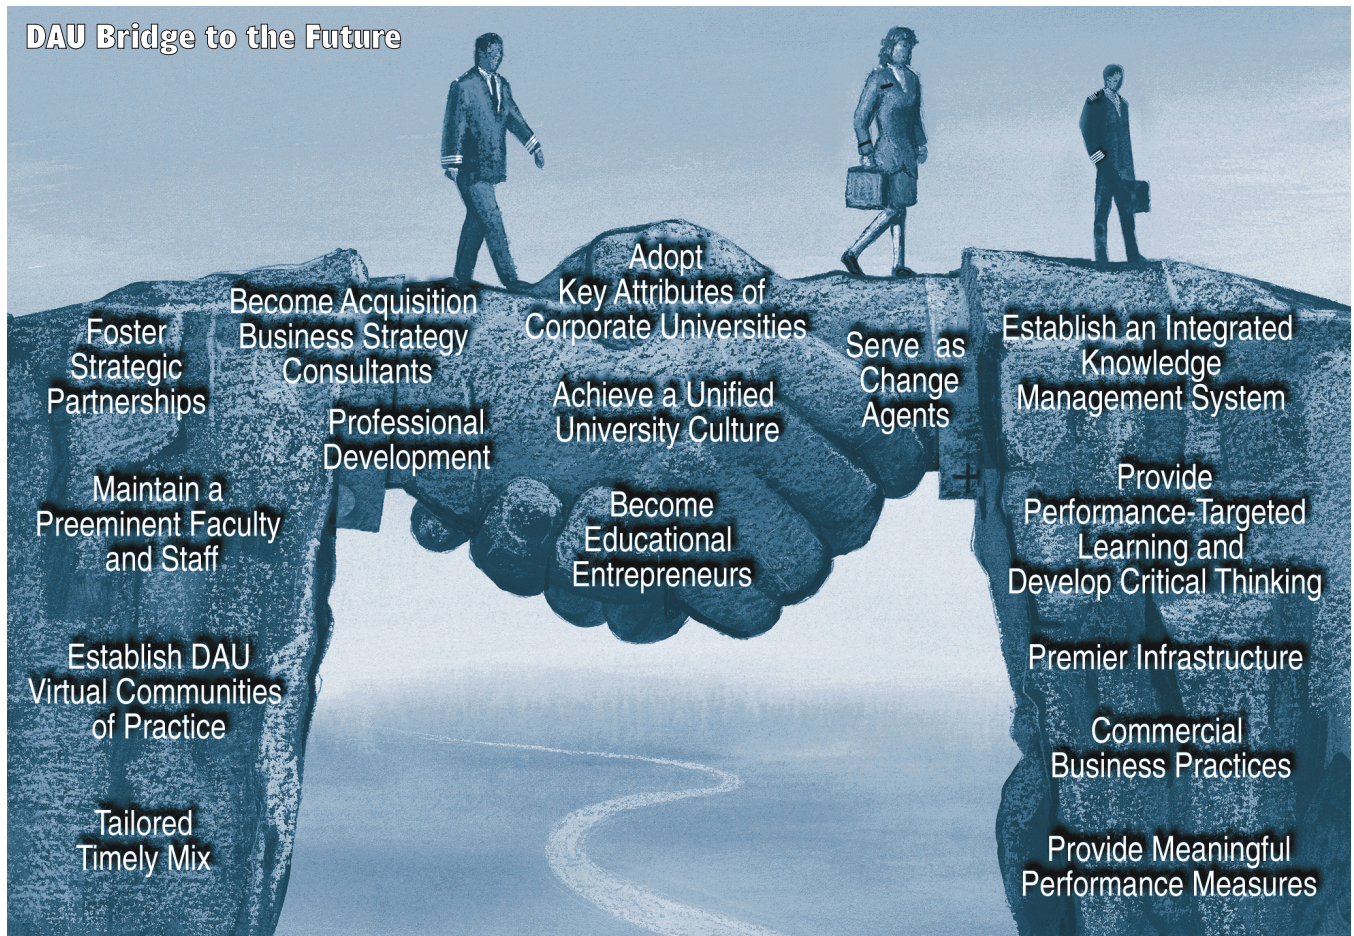 DAU Bridge to the Future
Foster
Strategic
Partnerships
Become Acquisition
Business Strategy
Consultants
Adopt
Key Attributes of
Corporate Universities
Serve as
Change
Agents
Establish an Integrated
Knowledge
Management System
Professional
Development
Achieve a Unified
University Culture
Maintain a
Preeminent Faculty
and Staff
Become
Educational
Entrepreneurs
Provide
Performance-Targeted
Learning and
Develop Critical Thinking
Establish DAU
Virtual Communities
of Practice
Premier Infrastructure
Commercial
Business Practices
Tailored
Timely Mix
Provide Meaningful
Performance Measures